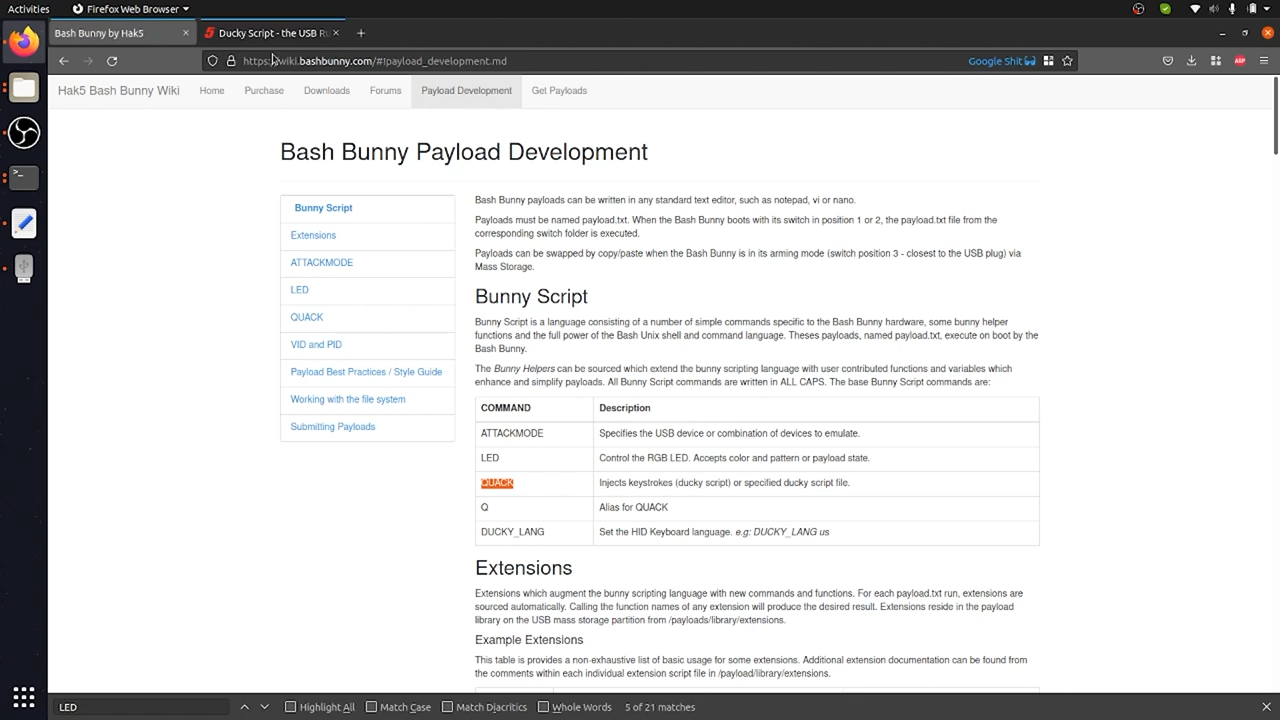 Activities
Firefox Web Browser
Bash Bunny by Hak5
Ducky Script - the USB Ru
https://wiki.bashbunny.com/#!payload_development.md
Google Shit
ABP
Hak5 Bash Bunny Wiki
Home
Purchase
Downloads
Forums
Payload Development
Get Payloads
Bash Bunny Payload Development
Bunny Script
Extensions
ATTACKMODE
LED
QUACK
VID and PID
Payload Best Practices / Style Guide
Working with the file system
Submitting Payloads
Bash Bunny payloads can be written in any standard text editor, such as notepad, vi or nano.
Payloads must be named payload.txt. When the Bash Bunny boots with its switch in position 1 or 2, the payload.txt file from the
corresponding switch folder is executed.
Payloads can be swapped by copy/paste when the Bash Bunny is in its arming mode (switch position 3 - closest to the USB plug) via
Mass Storage.
Bunny Script
Bunny Script is a language consisting of a number of simple commands specific to the Bash Bunny hardware, some bunny helper
functions and the full power of the Bash Unix shell and command language. Theses payloads, named payload.txt, execute on boot by the
Bash Bunny.
The Bunny Helpers can be sourced which extend the bunny scripting language with user contributed functions and variables which
enhance and simplify payloads. All Bunny Script commands are written in ALL CAPS. The base Bunny Script commands are:
COMMAND Description
ATTACKMODE Specifies the USB device or combination of devices to emulate.
LED Control the RGB LED. Accepts color and pattern or payload state.
QUACK Injects keystrokes (ducky script) or specified ducky script file.
Q Alias for QUACK
DUCKY_LANG Set the HID Keyboard language. e.g: DUCKY_LANG us
Extensions
Extensions which augment the bunny scripting language with new commands and functions. For each payload.txt run, extensions are
sourced automatically. Calling the function names of any extension will produce the desired result. Extensions reside in the payload
library on the USB mass storage partition from /payloads/library/extensions.
Example Extensions
This table is provides a non-exhaustive list of basic usage for some extensions. Additional extension documentation can be found from
the comments within each individual extension script file in /payload/library/extensions.
LED
Highlight All
Match Case
Match Diacritics
Whole Words
5 of 21 matches